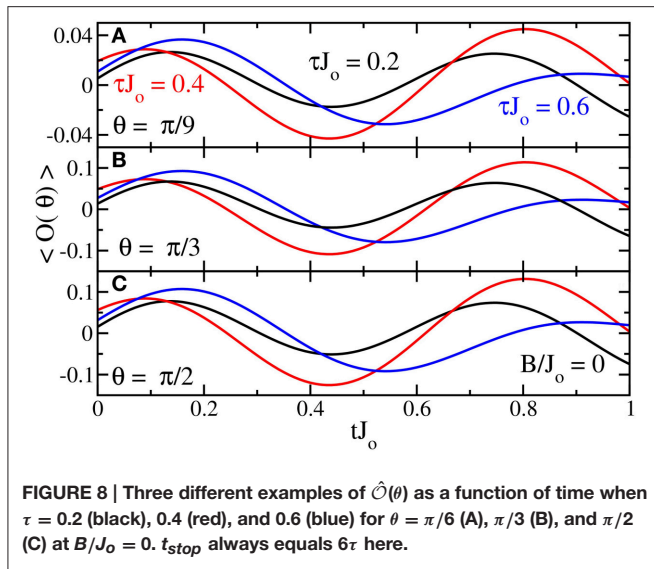 A
0.04
0
-0.04
τJo = 0.2
τJo = 0.4
τJo = 0.6
θ = π/9
B
0.1
0
-0.1
< O( θ) >
θ = π/3
C
0.1
0
-0.1
θ = π/2
B/Jo = 0
0 0.2 0.4 0.6 0.8 1
tJo
FIGURE 8 | Three different examples of Ô(θ) as a function of time when
τ = 0.2 (black), 0.4 (red), and 0.6 (blue) for θ = π/6 (A), π/3 (B), and π/2
(C) at B/Jo = 0. tstop always equals 6τ here.